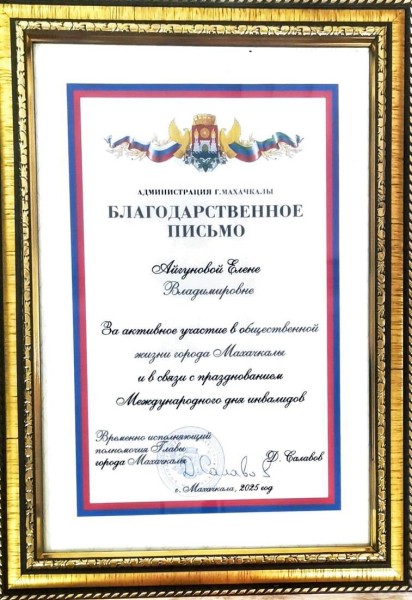 АДМИНИСТРАЦИЯ Г.МАХАЧКАЛЫ
БЛАГОДАРСТВЕННОЕ
ПИСЬМО
Айгуновой Елене
Владимировне
За активное участие в общественной
жизни города Махачкалы
и в связи с празднованием
Международного дня инвалидов
Временно исполняющий
полномочия Главы
города Махачкалы
Д. Салавов
г. Махачкала, 2025 год